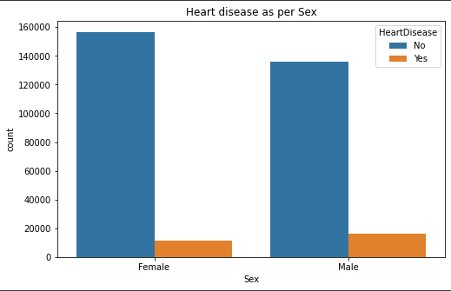 Heart disease as per Sex
HeartDisease
No
Yes
160000
140000
120000
100000
80000
60000
40000
20000
0
count
Female
Male
Sex